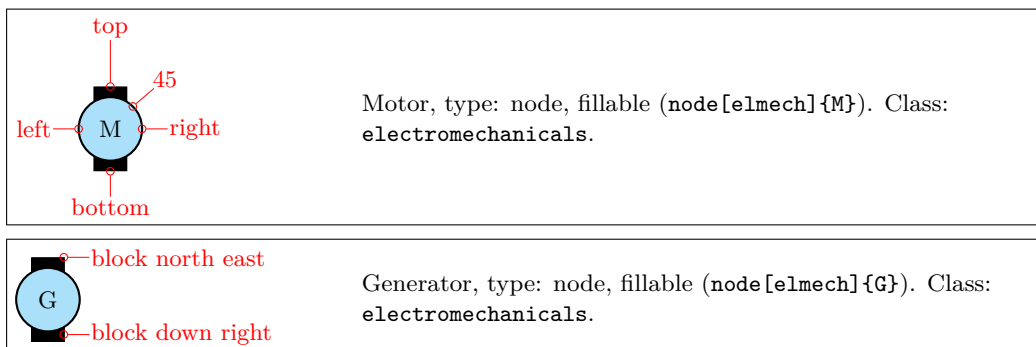 top
45
left
M
right
bottom
Motor, type: node, fillable (node[elmech]{M}). Class:
electromechanicals.
block north east
G
block down right
Generator, type: node, fillable (node[elmech]{G}). Class:
electromechanicals.